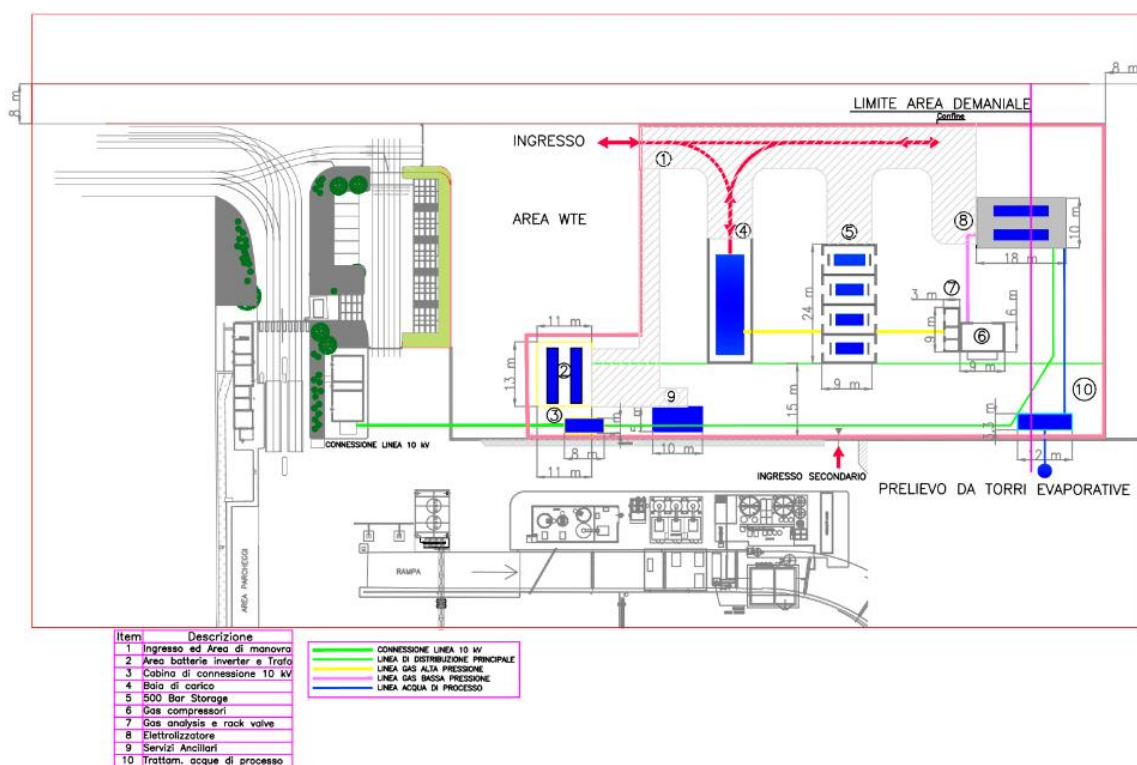 8 m
8 m
LIMITE AREA DEMANIALE
Confine
INGRESSO
1
AREA WTE
4
5
8
10 m
18 m
7
3 m
24 m
9 m
6
6 m
9 m
11 m
13 m
2
9 m
15 m
10
3
9
3,3 m
CONNESSIONE LINEA 10 kV
8 m
10 m
11 m
INGRESSO SECONDARIO
12 m
PRELIEVO DA TORRI EVAPORATIVE
RAMPA
AREA PARCHEGGI
Item Descrizione
1 Ingresso ed Area di manovra
2 Area batterie inverter e Trafo
3 Cabina di connessione 10 kV
4 Baia di carico
5 500 Bar Storage
6 Gas compressori
7 Gas analysis e rack valve
8 Elettrolizzatore
9 Servizi Ancillari
10 Trattam. acque di processo
CONNESSIONE LINEA 10 kV
LINEA DI DISTRIBUZIONE PRINCIPALE
LINEA GAS ALTA PRESSIONE
LINEA GAS BASSA PRESSIONE
LINEA ACQUA DI PROCESSO